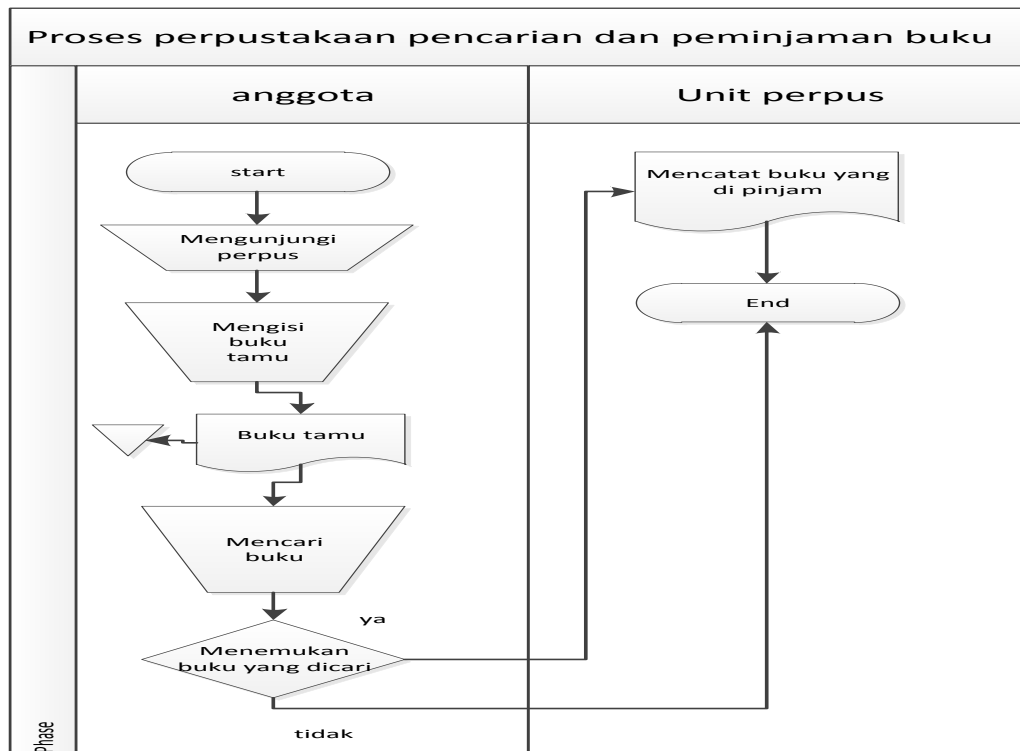 Proses perpustakaan pencarian dan peminjaman buku
anggota
Unit perpus
start
Mengunjungi
perpus
Mengisi
buku
tamu
Buku tamu
Mencari
buku
ya
Menemukan
buku yang dicari
tidak
Mencatat buku yang
di pinjam
End
Phase